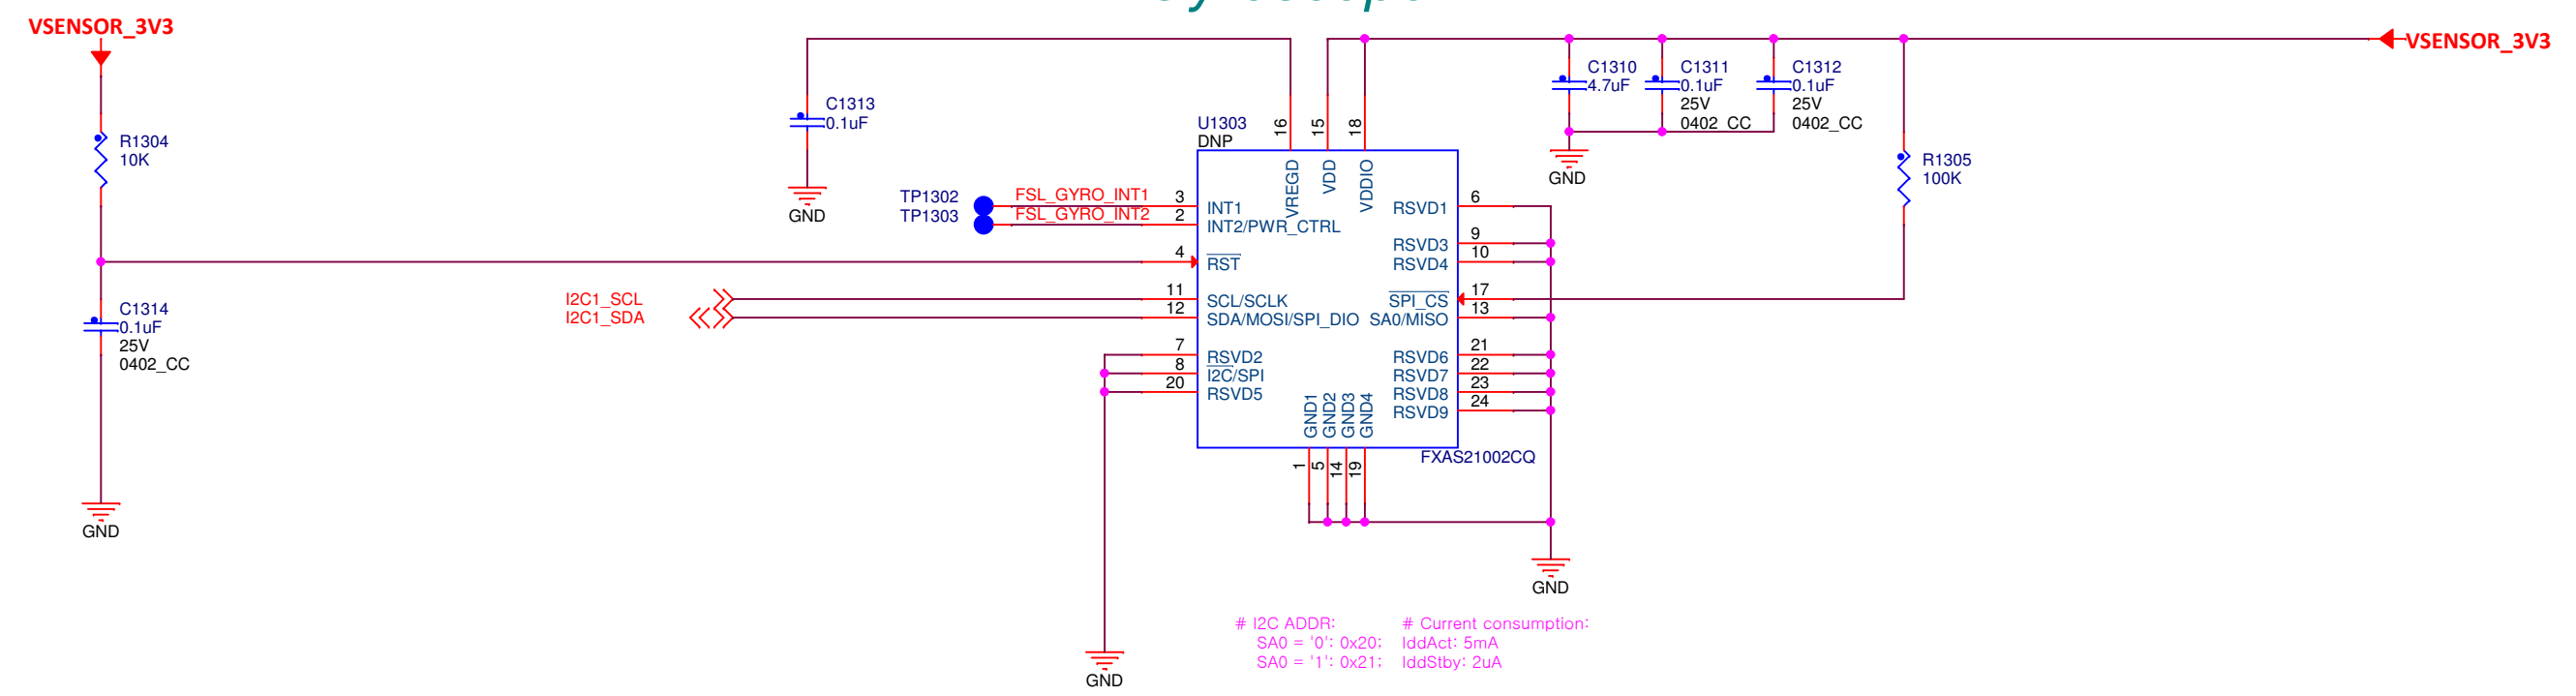 VSENSOR_3V3
VSENSOR_3V3
R1304
10K
C1314
0.1uF
25V
0402_CC
GND
C1313
0.1uF
GND
TP1302
TP1303
FSL_GYRO_INT1
FSL_GYRO_INT2
I2C1_SCL
I2C1_SDA
U1303
DNP
16
15
18
VREGD
VDD
VDDIO
3
INT1
2
INT2/PWR_CTRL
4
RST
11
SCL/SCLK
12
SDA/MOSI/SPI_DIO
7
RSVD2
8
I2C/SPI
20
RSVD5
RSVD1
6
RSVD3
9
RSVD4
10
SPI_CS
17
SA0/MISO
13
RSVD6
21
RSVD7
22
RSVD8
23
RSVD9
24
GND1
GND2
GND3
GND4
1
5
14
19
FXAS21002CQ
GND
GND
C1310
4.7uF
C1311
0.1uF
25V
0402_CC
C1312
0.1uF
25V
0402_CC
GND
R1305
100K
# I2C ADDR:
SA0 = '0': 0x20;
SA0 = '1': 0x21;
# Current consumption:
IddAct: 5mA
IddStby: 2uA